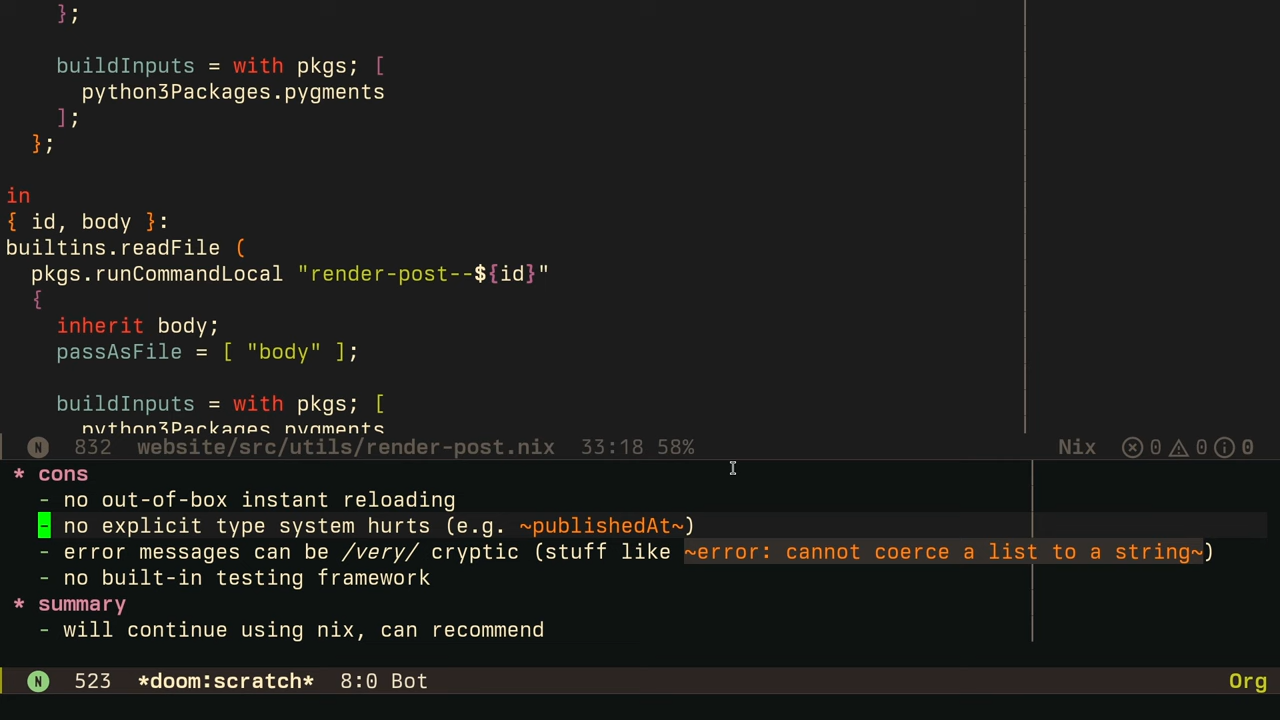 };
buildInputs = with pkgs; [
python3Packages.pygments
];
};
in
{ id, body }:
builtins.readFile (
pkgs.runCommandLocal "render-post--${id}"
{
inherit body;
passAsFile = [ "body" ];
buildInputs = with pkgs; [
python3Packages.pygments
N 832 website/src/utils/render-post.nix 33:18 58% Nix 0 0 0
* cons
- no out-of-box instant reloading
- no explicit type system hurts (e.g. ~publishedAt~)
- error messages can be /very/ cryptic (stuff like ~error: cannot coerce a list to a string~)
- no built-in testing framework
* summary
- will continue using nix, can recommend
N 523 *doom:scratch* 8:0 Bot Org